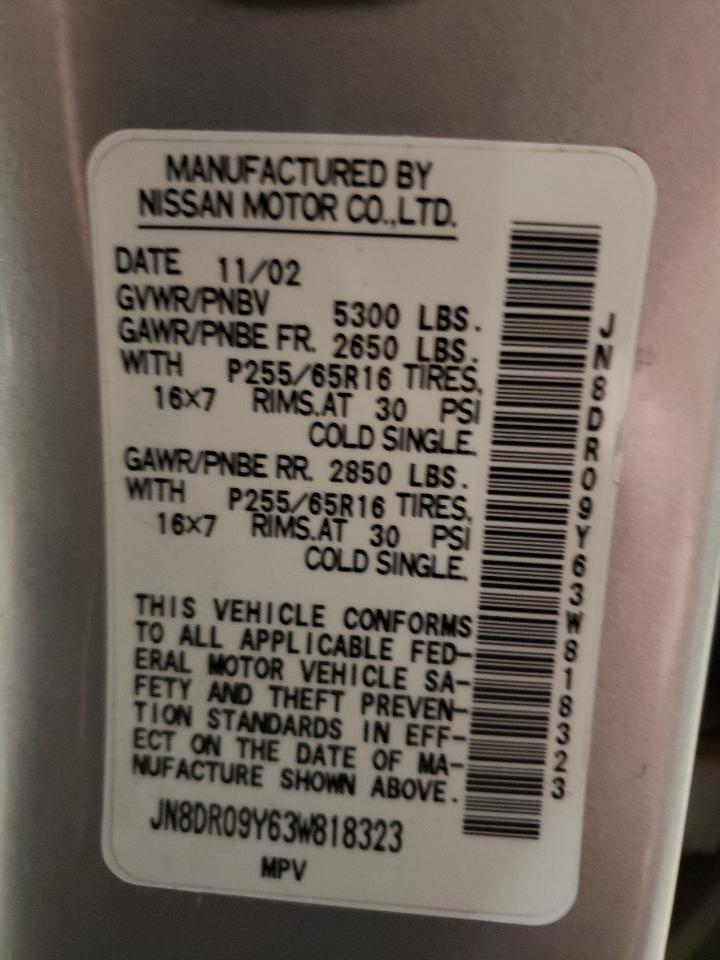 MANUFACTURED BY
NISSAN MOTOR CO.,LTD.
DATE 11/02
GVWR/PNBV 5300 LBS.
GAWR/PNBE FR. 2650 LBS.
WITH P255/65R16 TIRES,
16×7 RIMS.AT 30 PSI
COLD SINGLE.
GAWR/PNBE RR. 2850 LBS.
WITH P255/65R16 TIRES,
16×7 RIMS.AT 30 PSI
COLD SINGLE.
THIS VEHICLE CONFORMS
TO ALL APPLICABLE FED-
ERAL MOTOR VEHICLE SA-
FETY AND THEFT PREVEN-
TION STANDARDS IN EFF-
ECT ON THE DATE OF MA-
NUFACTURE SHOWN ABOVE.
JN8DR09Y63W818323
MPV
JN8DR09Y63W818323